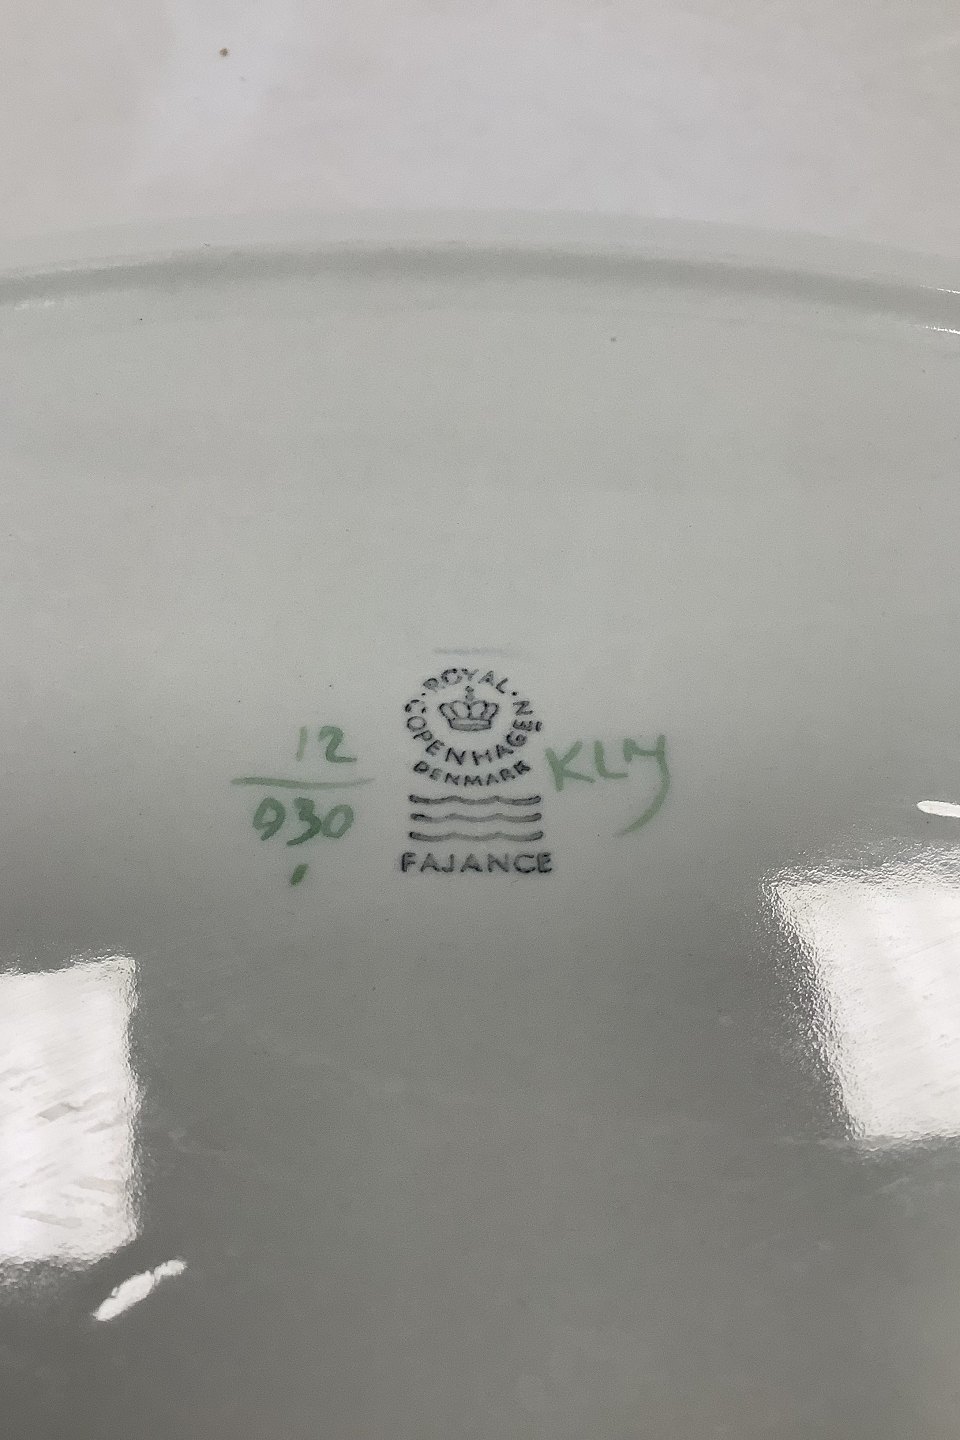 ROYAL
COPENHAGEN
DENMARK
FAJANCE
12
930
KLM